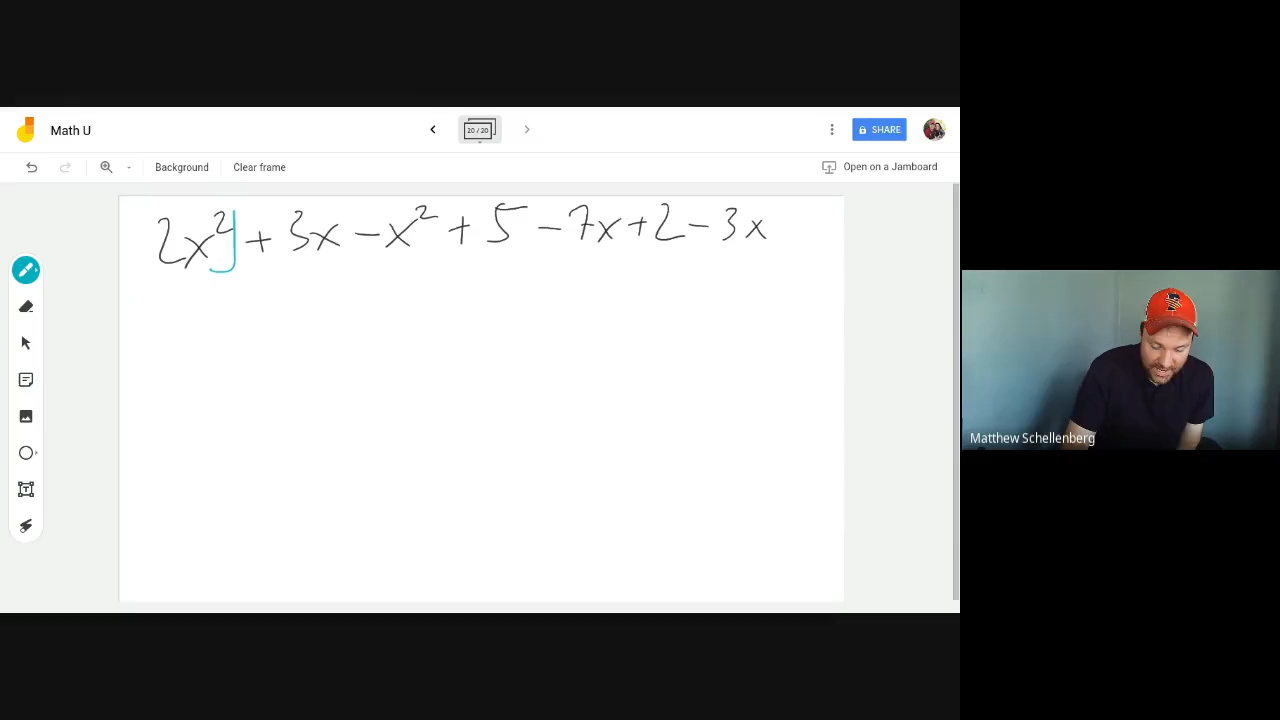 Math U
20 / 20
SHARE
Background
Clear frame
Open on a Jamboard
2x² + 3x - x² + 5 - 7x + 2 - 3x
Matthew Schellenberg